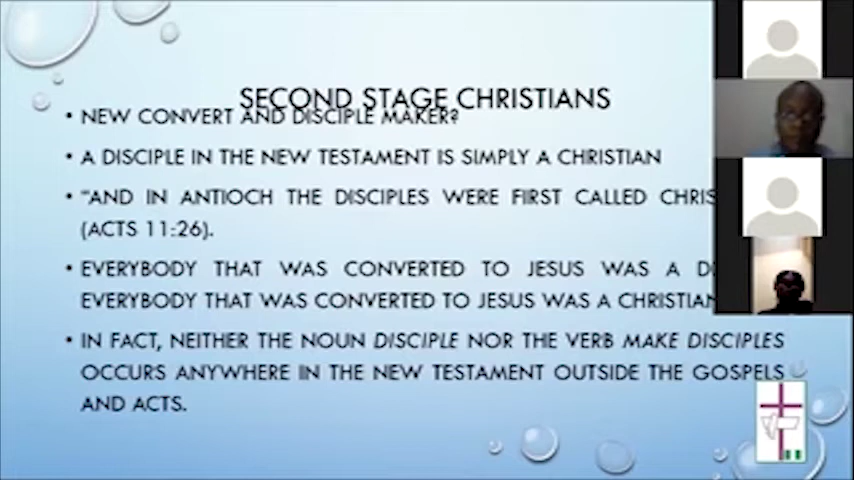 SECOND STAGE CHRISTIANS
• NEW CONVERT AND DISCIPLE MAKER?
• A DISCIPLE IN THE NEW TESTAMENT IS SIMPLY A CHRISTIAN
• "AND IN ANTIOCH THE DISCIPLES WERE FIRST CALLED CHRIS
(ACTS 11:26).
• EVERYBODY THAT WAS CONVERTED TO JESUS WAS A
EVERYBODY THAT WAS CONVERTED TO JESUS WAS A CHRISTIAN
• IN FACT, NEITHER THE NOUN DISCIPLE NOR THE VERB MAKE DISCIPLES
OCCURS ANYWHERE IN THE NEW TESTAMENT OUTSIDE THE GOSPELS
AND ACTS.